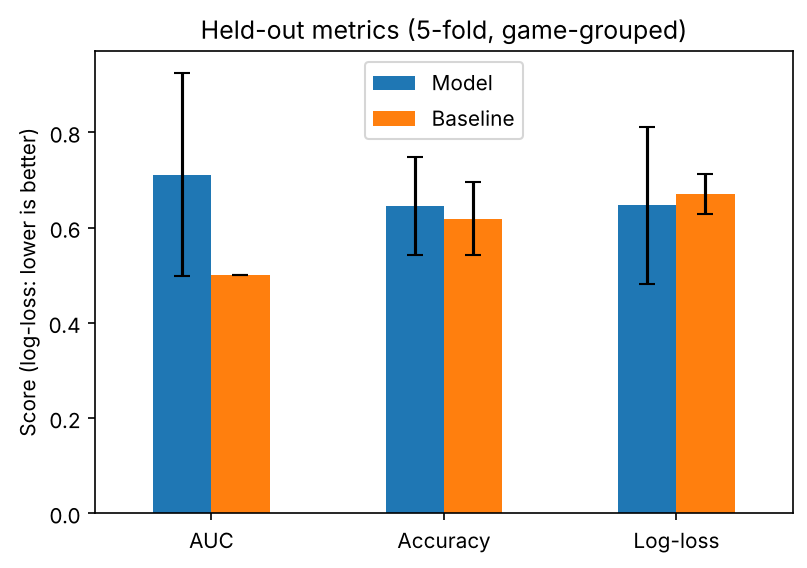 Held-out metrics (5-fold, game-grouped)
Model
Baseline
Score (log-loss: lower is better)
0.8
0.6
0.4
0.2
0.0
AUC
Accuracy
Log-loss